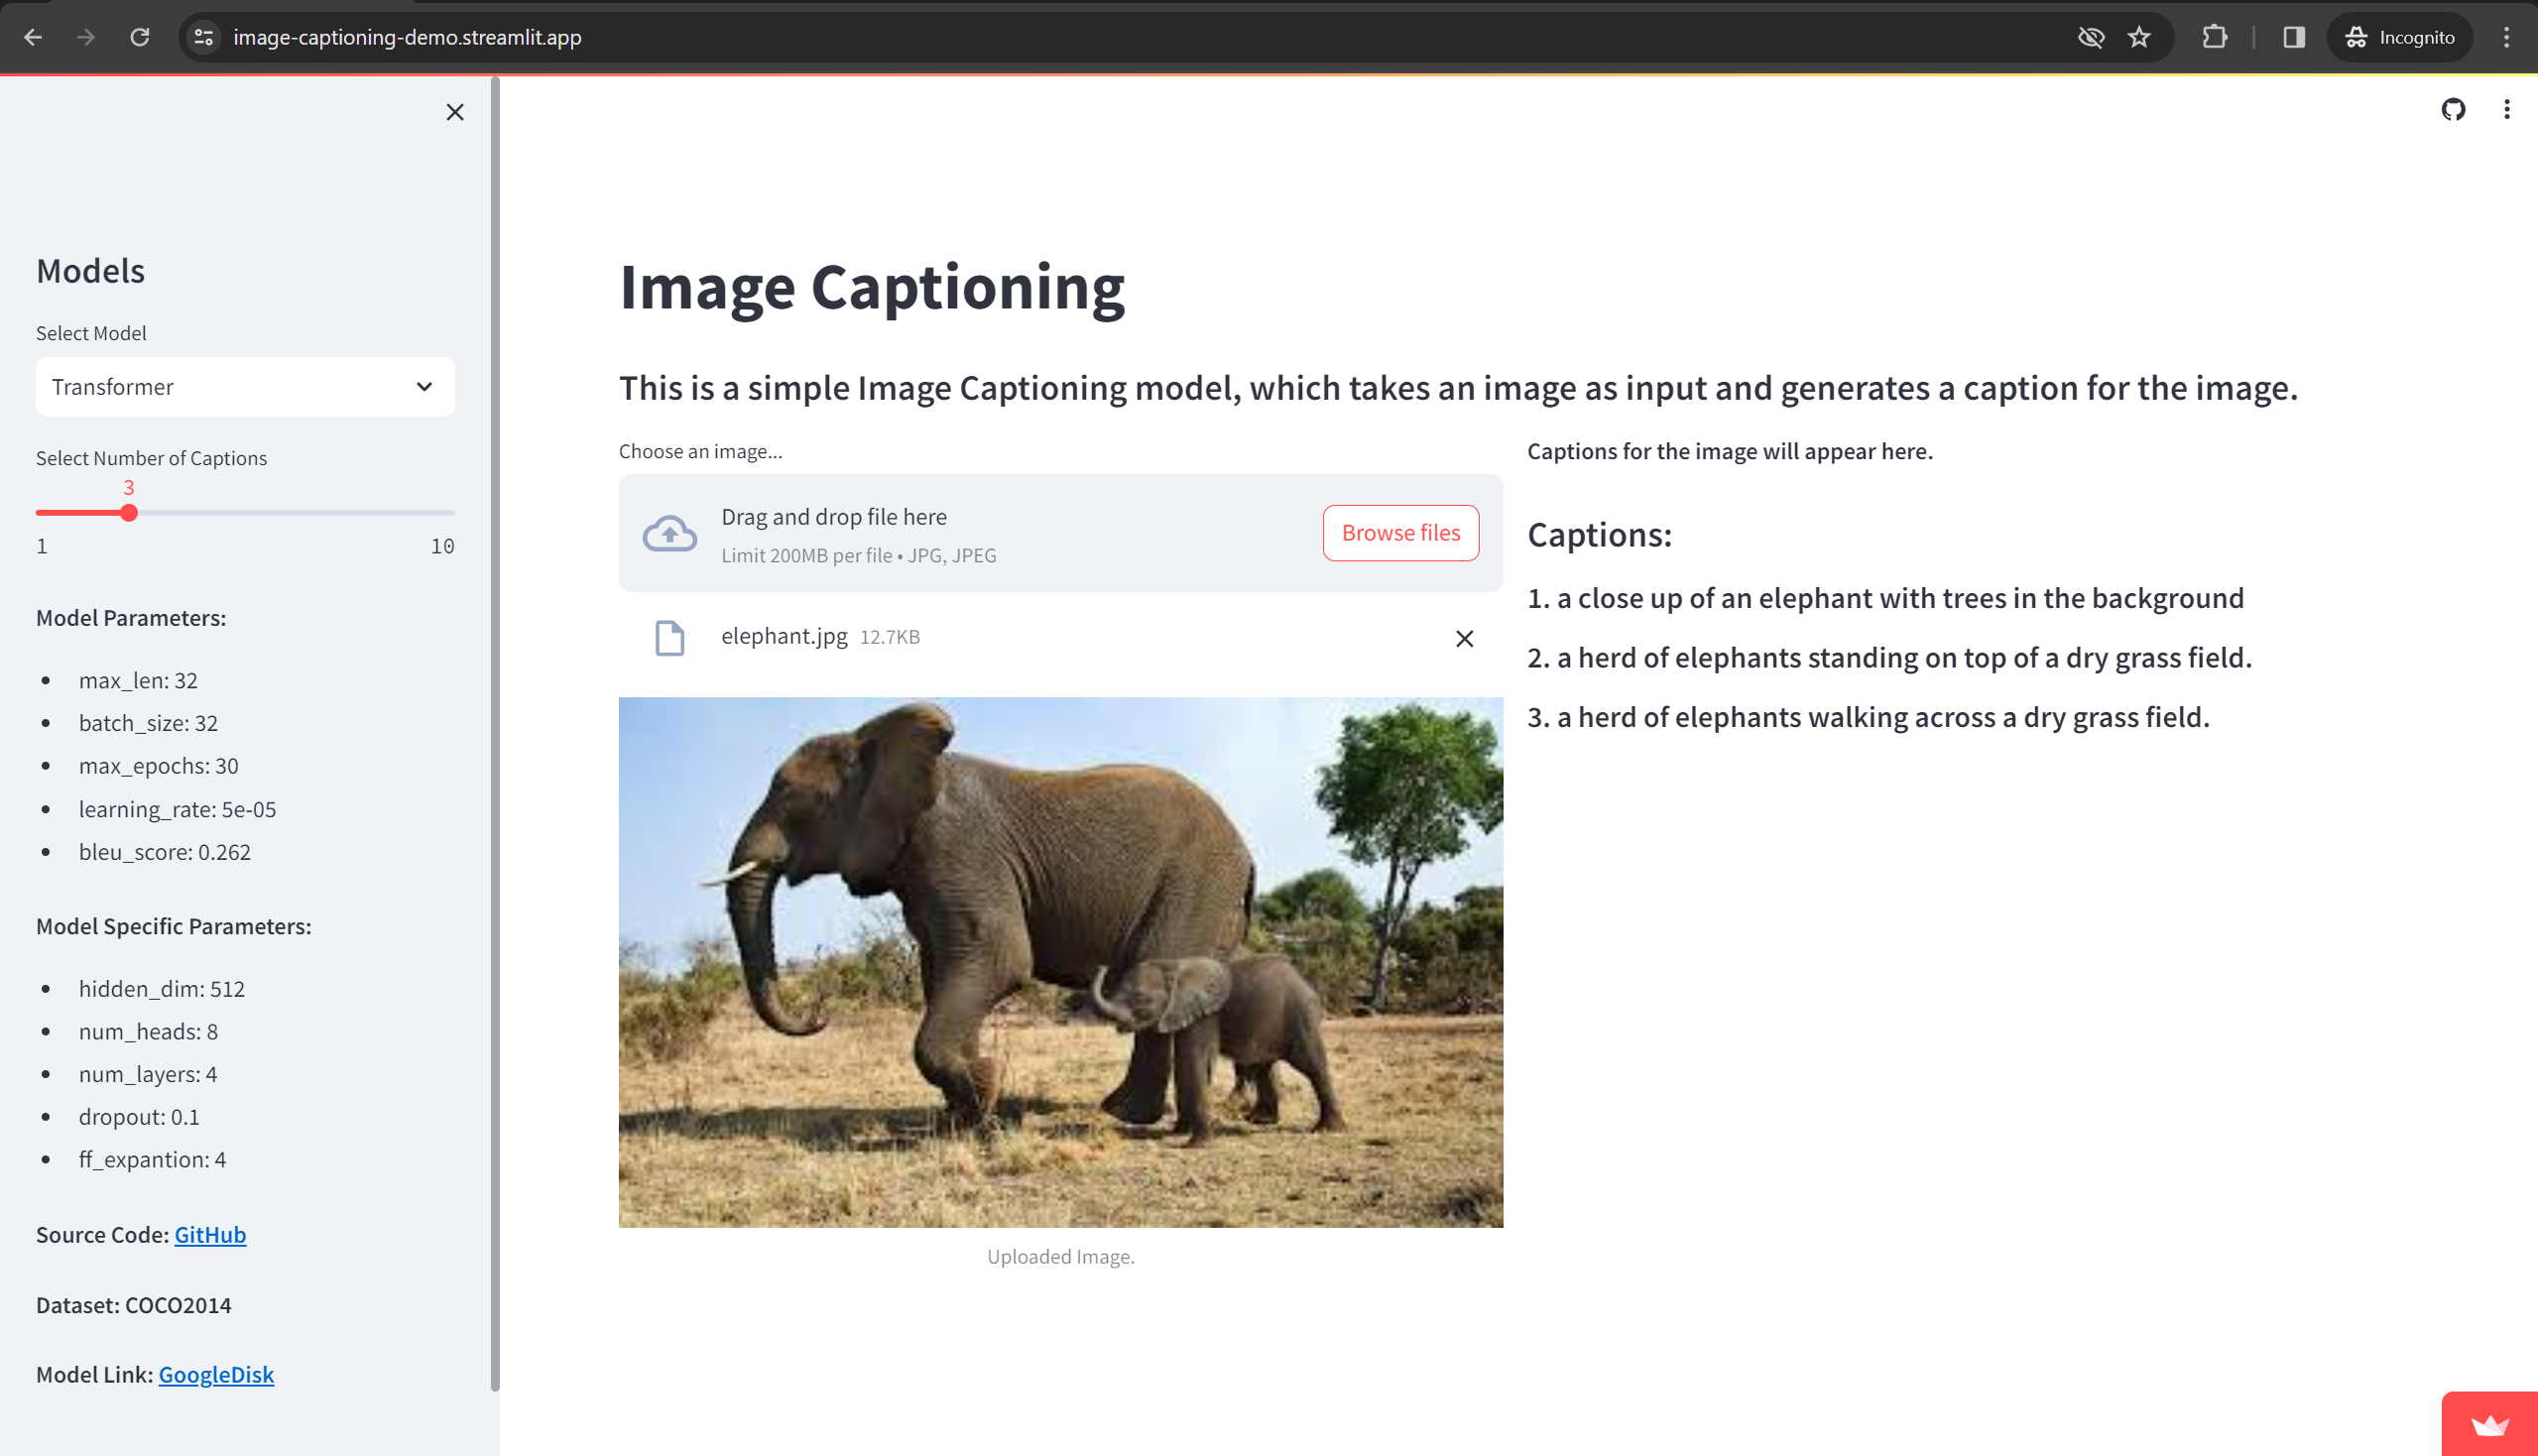 image-captioning-demo.streamlit.app
Incognito
Models
Select Model
Transformer
Select Number of Captions
3
1 10
Model Parameters:
max_len: 32
batch_size: 32
max_epochs: 30
learning_rate: 5e-05
bleu_score: 0.262
Model Specific Parameters:
hidden_dim: 512
num_heads: 8
num_layers: 4
dropout: 0.1
ff_expantion: 4
Source Code: GitHub
Dataset: COCO2014
Model Link: GoogleDisk
Image Captioning
This is a simple Image Captioning model, which takes an image as input and generates a caption for the image.
Choose an image...
Drag and drop file here
Limit 200MB per file • JPG, JPEG
Browse files
elephant.jpg 12.7KB
Uploaded Image.
Captions for the image will appear here.
Captions:
1. a close up of an elephant with trees in the background
2. a herd of elephants standing on top of a dry grass field.
3. a herd of elephants walking across a dry grass field.